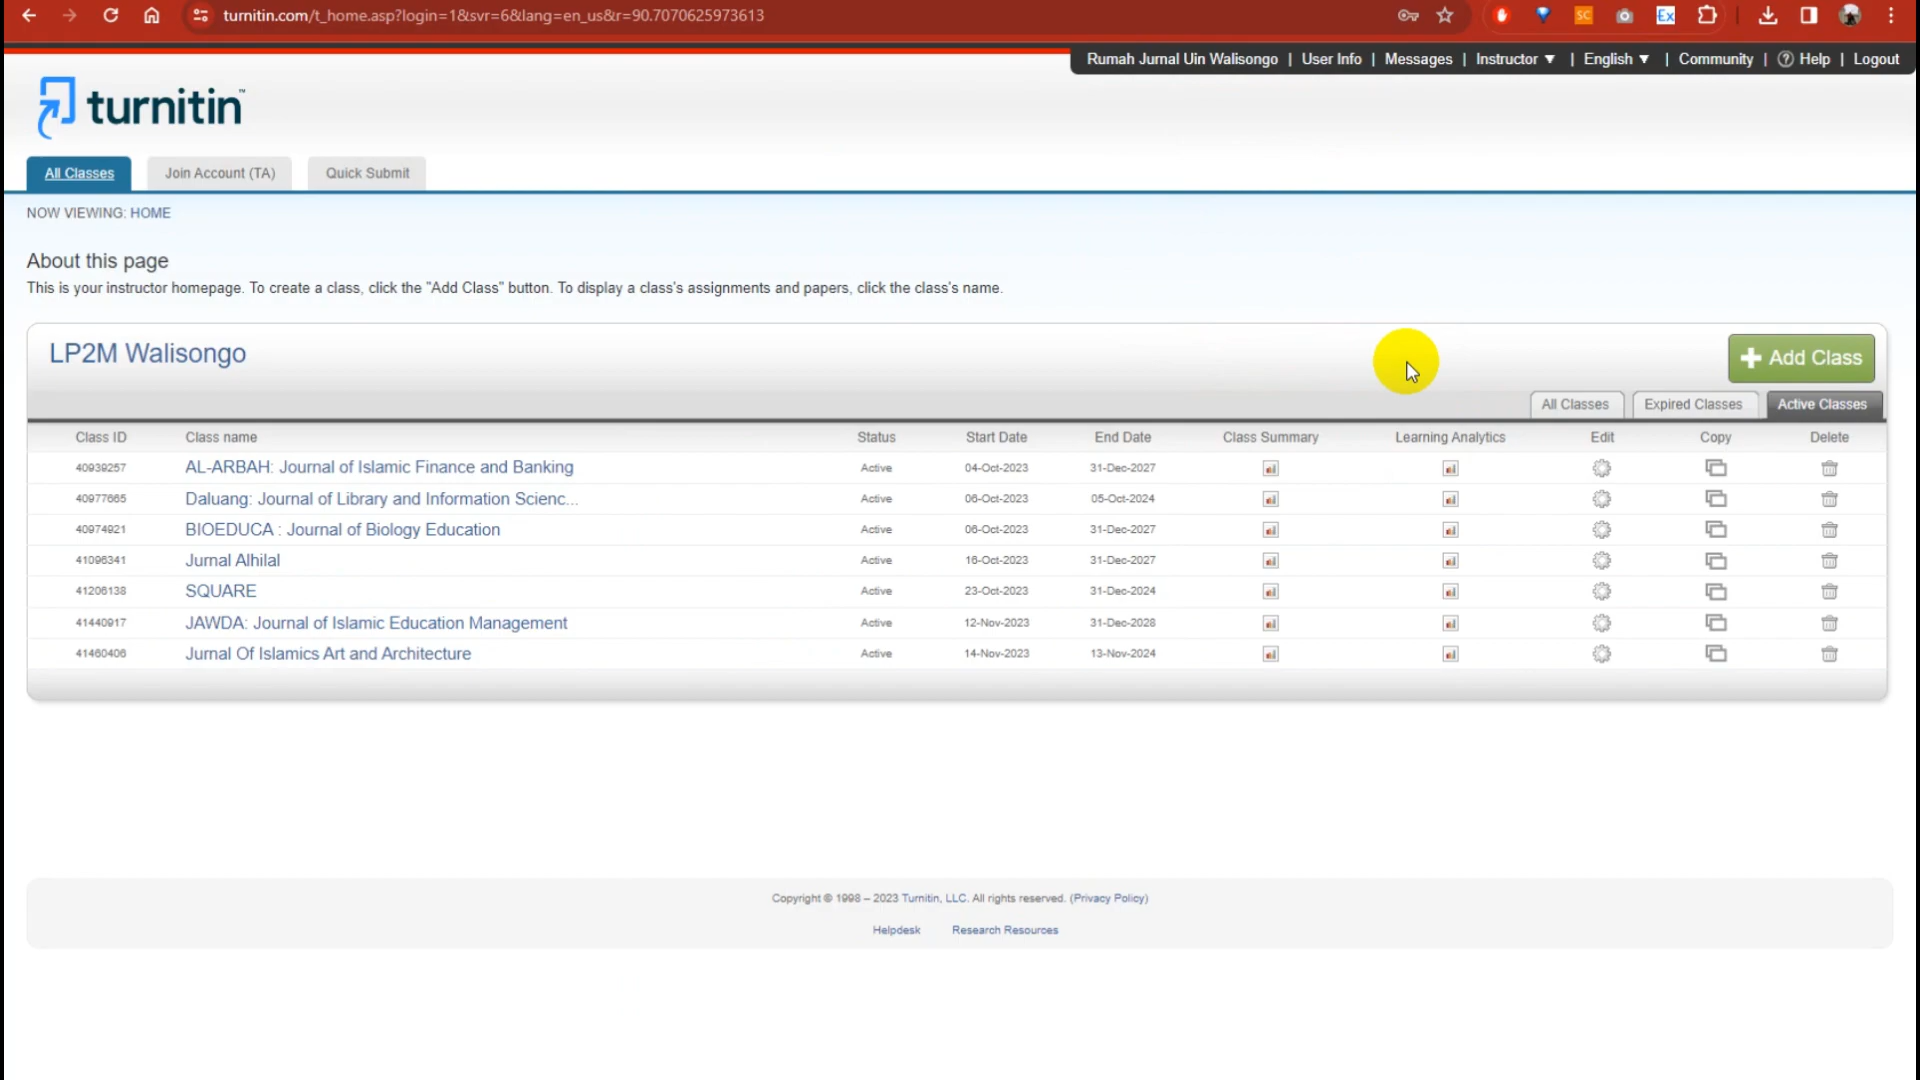 turnitin.com/t_home.asp?login=1&svr=6&lang=en_us&r=90.7070625973613
SC
Ex
Rumah Jurnal Uin Walisongo | User Info | Messages | Instructor ▼ | English ▼ | Community | ? Help | Logout
turnitin™
All Classes Join Account (TA) Quick Submit
NOW VIEWING: HOME
About this page
This is your instructor homepage. To create a class, click the "Add Class" button. To display a class's assignments and papers, click the class's name.
LP2M Walisongo
Add Class
All Classes Expired Classes Active Classes
Class ID Class name Status Start Date End Date Class Summary Learning Analytics Edit Copy Delete
40939257 AL-ARBAH: Journal of Islamic Finance and Banking Active 04-Oct-2023 31-Dec-2027
40977665 Daluang: Journal of Library and Information Scienc... Active 06-Oct-2023 05-Oct-2024
40974921 BIOEDUCA : Journal of Biology Education Active 06-Oct-2023 31-Dec-2027
41096341 Jurnal Alhilal Active 16-Oct-2023 31-Dec-2027
41206138 SQUARE Active 23-Oct-2023 31-Dec-2024
41440917 JAWDA: Journal of Islamic Education Management Active 12-Nov-2023 31-Dec-2028
41460406 Jurnal Of Islamics Art and Architecture Active 14-Nov-2023 13-Nov-2024
Copyright © 1998 – 2023 Turnitin, LLC. All rights reserved. (Privacy Policy)
Helpdesk Research Resources